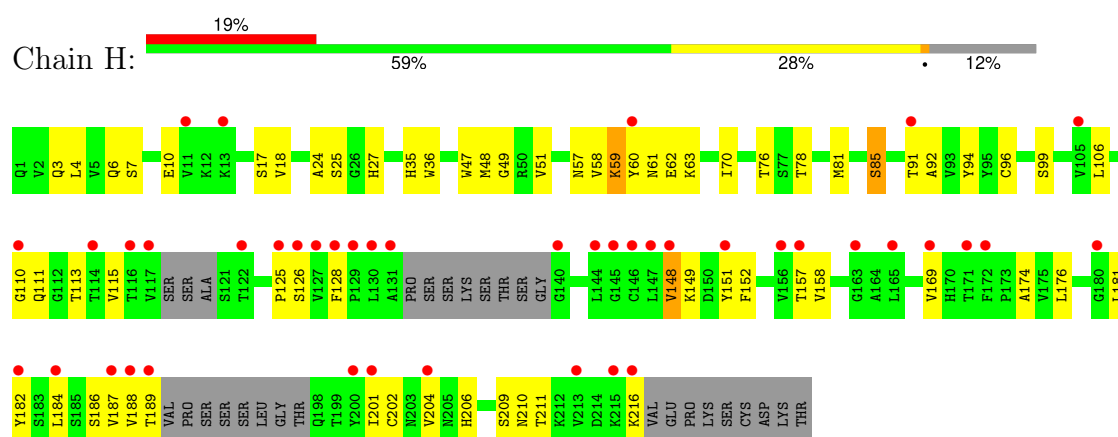 19%
Chain H:
59% 28% • 12%
Q1 V2 Q3 L4 V5 Q6 S7 E10 V11 K12 K13 S17 V18 A24 S25 G26 H27 H35 W36 W47 M48 G49 R50 V51 N57 V58 K59 Y60 N61 E62 K63 I70 T76 S77 T78 M81 S85 T91 A92 V93 Y94 Y95 C96 S99 V105 L106
G110 Q111 G112 T113 T114 V115 T116 V117 SER SER ALA S121 T122 P125 S126 V127 F128 P129 L130 A131 PRO SER SER LYS SER THR SER GLY G140 L144 G145 C146 L147 V148 K149 D150 Y151 F152 V156 T157 V158 G163 A164 L165 V169 H170 T171 F172 P173 A174 V175 L176 G180 L181
Y182 S183 L184 S185 S186 V187 V188 T189 VAL PRO SER SER SER LEU GLY THR Q198 T199 Y200 I201 C202 N203 V204 N205 H206 S209 N210 T211 K212 V213 D214 K215 K216 VAL GLU PRO LYS SER CYS ASP LYS THR